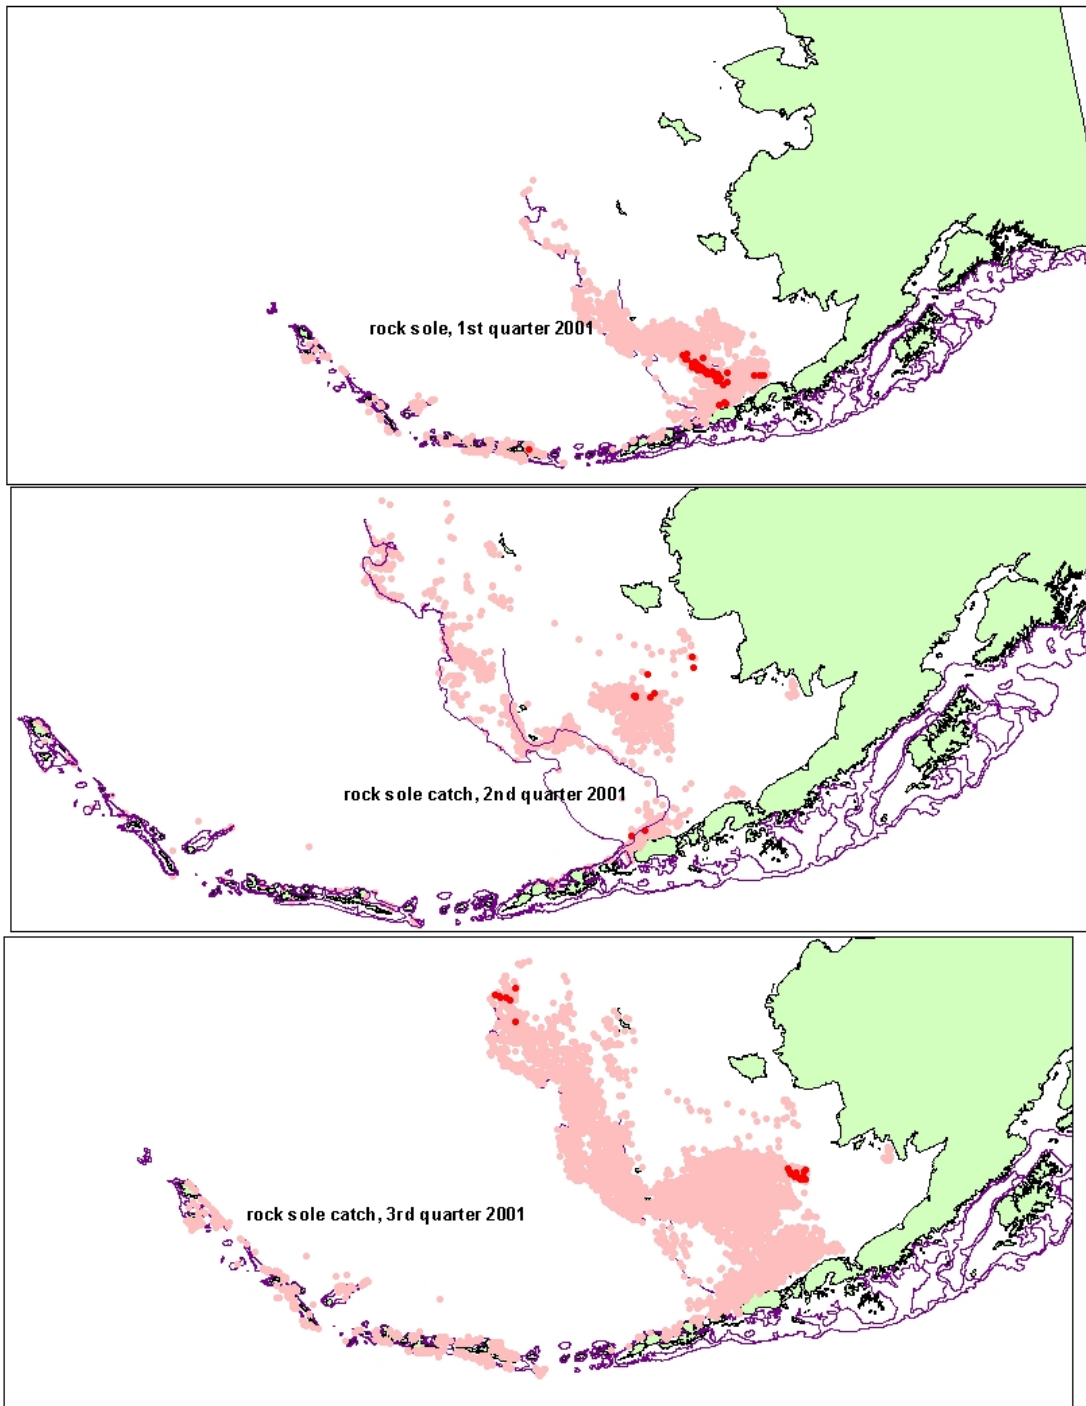 rock sole, 1st quarter 2001
rock sole catch, 2nd quarter 2001
rock sole catch, 3rd quarter 2001